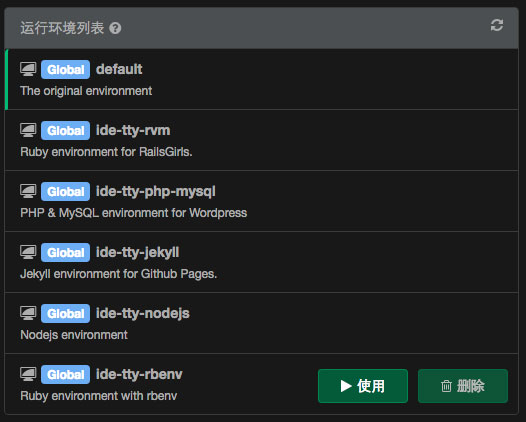 运行环境列表
Global default
The original environment
Global ide-tty-rvm
Ruby environment for RailsGirls.
Global ide-tty-php-mysql
PHP & MySQL environment for Wordpress
Global ide-tty-jekyll
Jekyll environment for Github Pages.
Global ide-tty-nodejs
Nodejs environment
Global ide-tty-rbenv
Ruby environment with rbenv
使用
删除